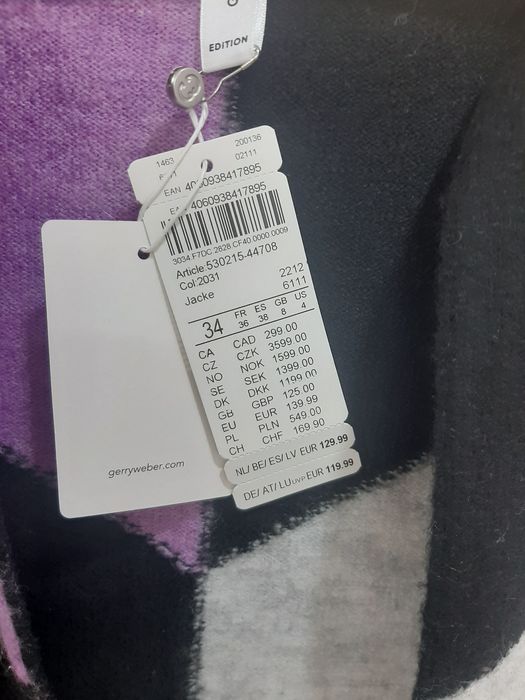 EDITION
1463 200136
02111
EAN 4060938417895
4060938417895
3034.F7DC.2828.CF40.0000.0009
Article:530215-44708
Col:2031 2212
Jacke 6111
34 FR ES GB US
36 38 8 4
CA CAD 299.00
CZ CZK 3599.00
NO NOK 1599.00
SE SEK 1399.00
DK DKK 1199.00
GB GBP 125.00
EU EUR 139.99
PL PLN 549.00
CH CHF 169.90
NL/ BE/ ES/ LV EUR 129.99
DE/ AT/ LU UVP EUR 119.99
gerryweber.com